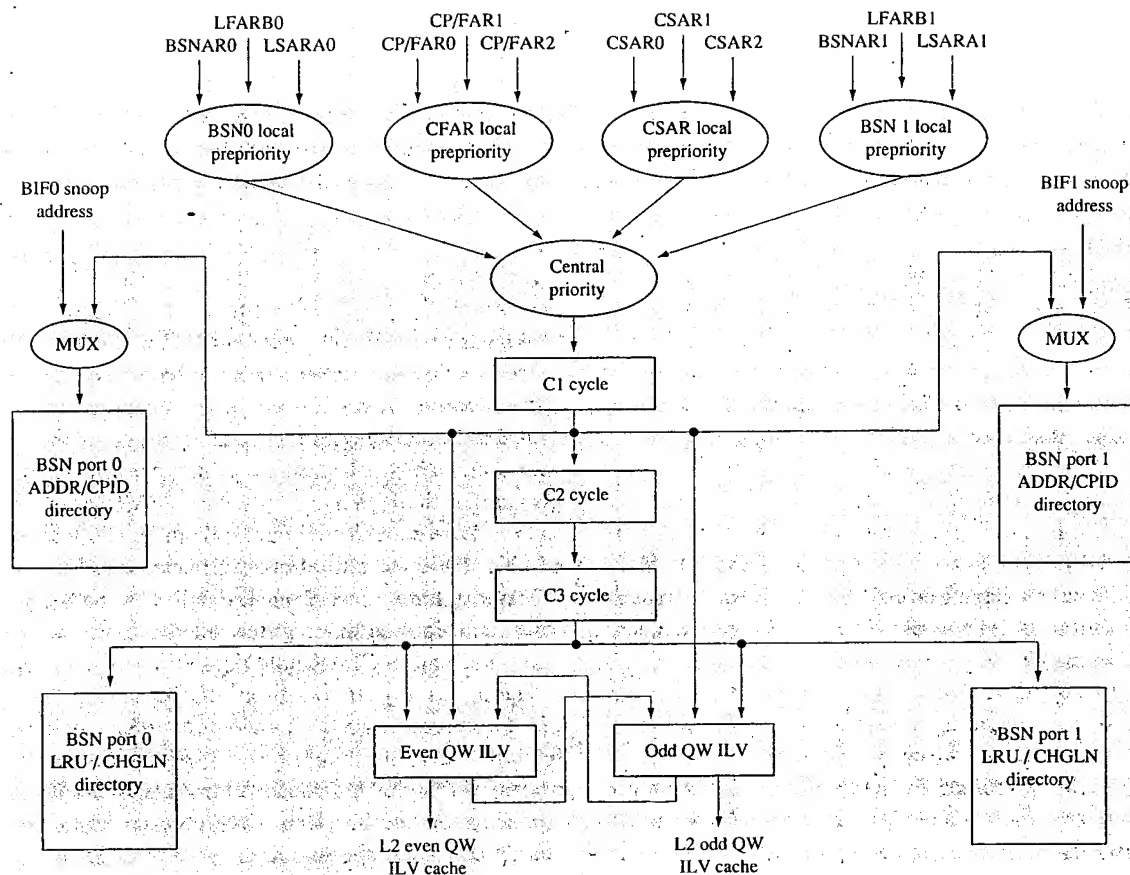 LFARB0
BSNAR0
LSARA0
CP/FAR1
CP/FAR0
CP/FAR2
CSAR1
CSAR0
CSAR2
LFARB1
BSNAR1
LSARA1
BSN0 local
prepriority
CFAR local
prepriority
CSAR local
prepriority
BSN 1 local
prepriority
BIF0 snoop
address
BIF1 snoop
address
Central
priority
MUX
MUX
C1 cycle
BSN port 0
ADDR/CPID
directory
C2 cycle
BSN port 1
ADDR/CPID
directory
C3 cycle
BSN port 0
LRU / CHGLN
directory
Even QW ILV
Odd QW ILV
BSN port 1
LRU / CHGLN
directory
L2 even QW
ILV cache
L2 odd QW
ILV cache